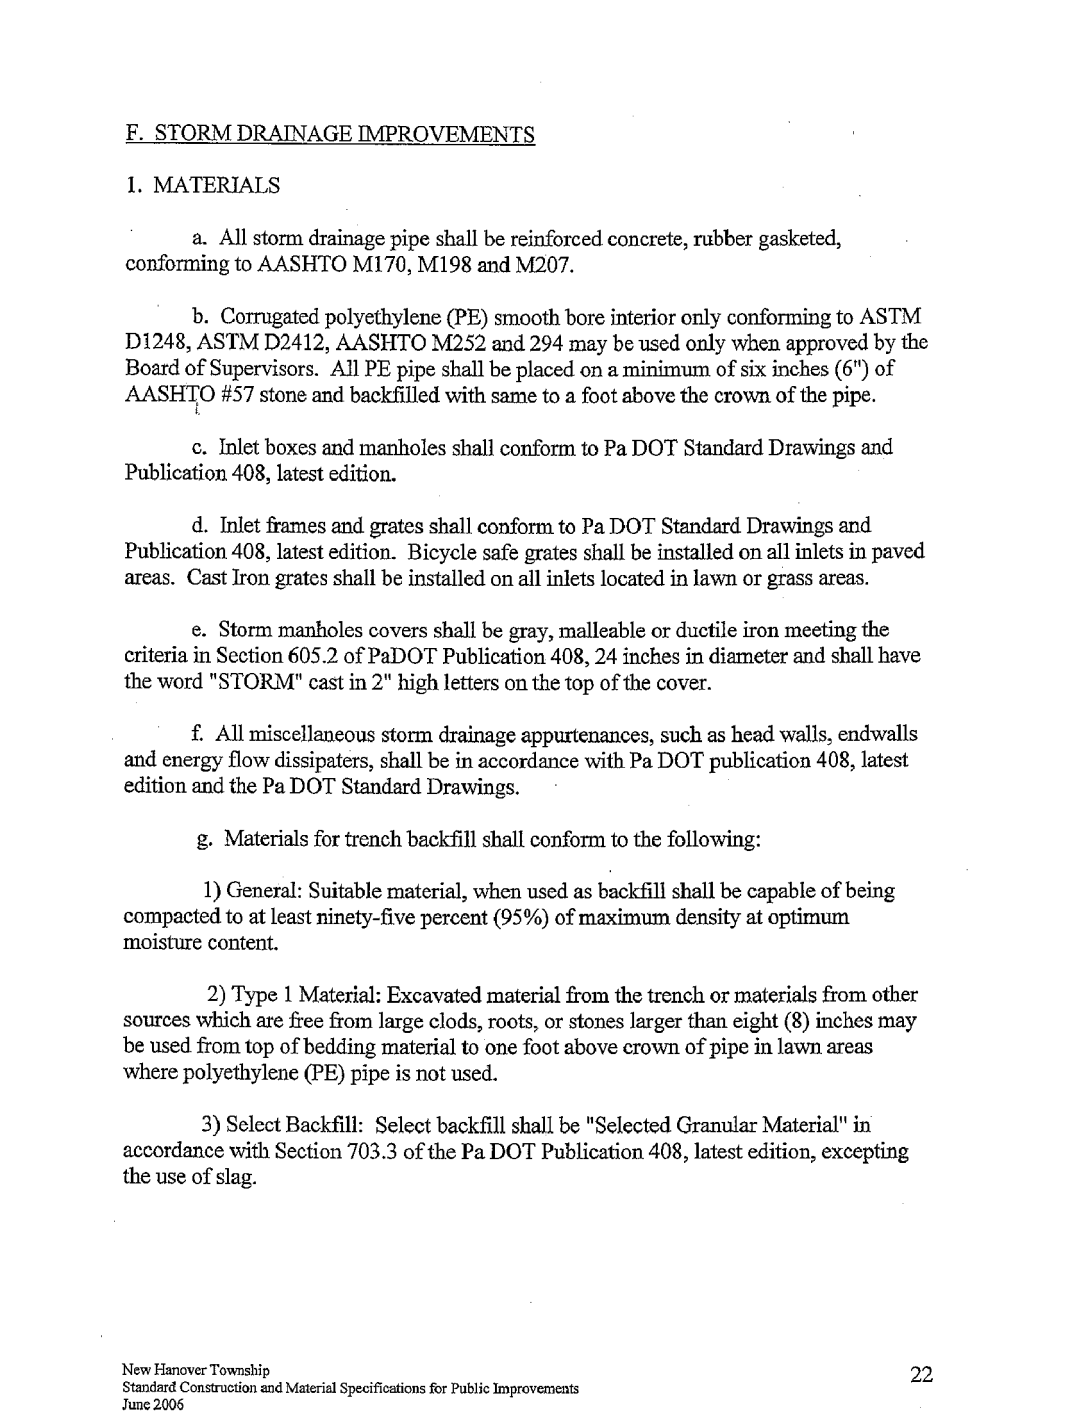 F. STORM DRAINAGE IMPROVEMENTS
1. MATERIALS
a. All storm drainage pipe shall be reinforced concrete, rubber gasketed,
conforming to AASHTO M170, M198 and M207.
b. Corrugated polyethylene (PE) smooth bore interior only conforming to ASTM
D1248, ASTM D2412, AASHTO M252 and 294 may be used only when approved by the
Board of Supervisors. All PE pipe shall be placed on a minimum of six inches (6") of
AASHTO #57 stone and backfilled with same to a foot above the crown of the pipe.
c. Inlet boxes and manholes shall conform to Pa DOT Standard Drawings and
Publication 408, latest edition.
d. Inlet frames and grates shall conform to Pa DOT Standard Drawings and
Publication 408, latest edition. Bicycle safe grates shall be installed on all inlets in paved
areas. Cast Iron grates shall be installed on all inlets located in lawn or grass areas.
e. Storm manholes covers shall be gray, malleable or ductile iron meeting the
criteria in Section 605.2 of PaDOT Publication 408, 24 inches in diameter and shall have
the word "STORM" cast in 2" high letters on the top of the cover.
f. All miscellaneous storm drainage appurtenances, such as head walls, endwalls
and energy flow dissipaters, shall be in accordance with Pa DOT publication 408, latest
edition and the Pa DOT Standard Drawings.
g. Materials for trench backfill shall conform to the following:
1) General: Suitable material, when used as backfill shall be capable of being
compacted to at least ninety-five percent (95%) of maximum density at optimum
moisture content.
2) Type 1 Material: Excavated material from the trench or materials from other
sources which are free from large clods, roots, or stones larger than eight (8) inches may
be used from top of bedding material to one foot above crown of pipe in lawn areas
where polyethylene (PE) pipe is not used.
3) Select Backfill: Select backfill shall be "Selected Granular Material" in
accordance with Section 703.3 of the Pa DOT Publication 408, latest edition, excepting
the use of slag.
New Hanover Township
Standard Construction and Material Specifications for Public Improvements
June 2006
22